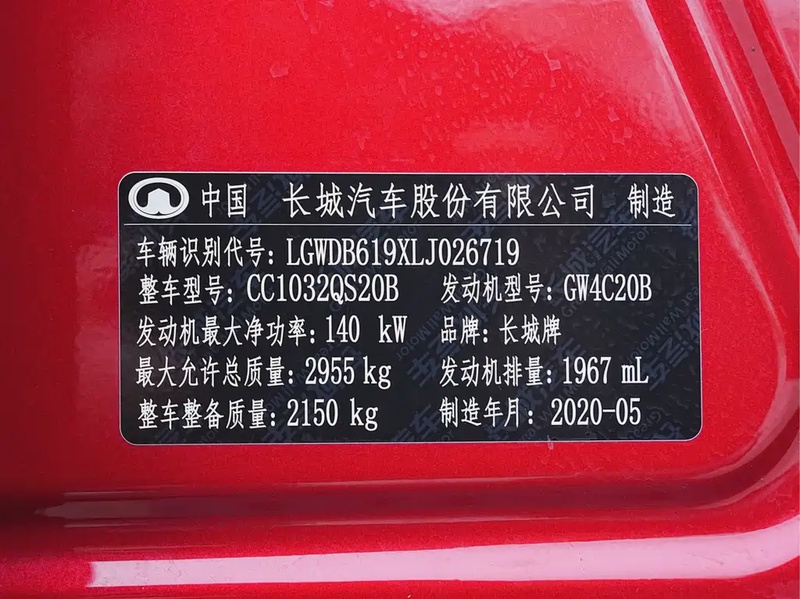 中国 长城汽车股份有限公司 制造
车辆识别代号：LGWDB619XLJ026719
整车型号：CC1032QS20B 发动机型号：GW4C20B
发动机最大净功率：140 kW 品牌：长城牌
最大允许总质量：2955 kg 发动机排量：1967 mL
整车整备质量：2150 kg 制造年月：2020-05